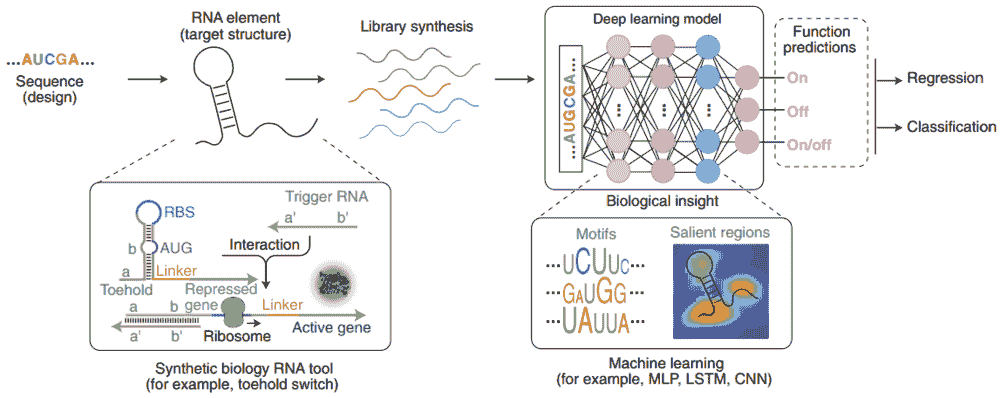 ...AUCGA...
Sequence
(design)
RNA element
(target structure)
Library synthesis
Deep learning model
...AUGCGA...
Function
predictions
On
Off
On/off
Regression
Classification
RBS
b
AUG
a
Linker
Toehold
Repressed
gene
Trigger RNA
a'
b'
Interaction
a
b
Linker
a'
b'
Ribosome
Active gene
Synthetic biology RNA tool
(for example, toehold switch)
Biological insight
Motifs
Salient regions
...UCUUC...
...GAUGG...
...UAUUA...
Machine learning
(for example, MLP, LSTM, CNN)